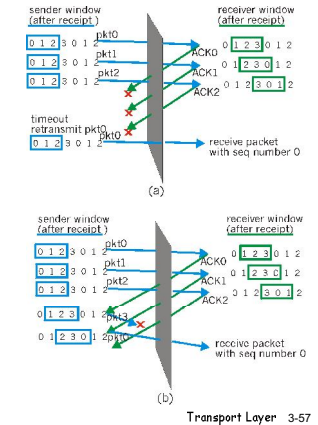 sender window receiver window
(after receipt) (after receipt)
pkt0
0 1 2 3 0 1 2 ACK0 0 1 2 3 0 1 2
pkt1
0 1 2 3 0 1 2 ACK1 0 1 2 3 0 1 2
pkt2
0 1 2 3 0 1 2 ACK2 0 1 2 3 0 1 2
timeout
retransmit pkt0
pkt0
0 1 2 3 0 1 2 receive packet
with seq number 0
(a)
sender window receiver window
(after receipt ) (after receipt)
pkt0
0 1 2 3 0 1 2 ACK0 0 1 2 3 0 1 2
pkt1
0 1 2 3 0 1 2 ACK1 0 1 2 3 0 1 2
pkt2
0 1 2 3 0 1 2 ACK2 0 1 2 3 0 1 2
0 1 2 3 0 1 2 pkt3
0 1 2 3 0 1 2 pkt0 receive packet
with seq number 0
(b)
Transport Layer 3-57